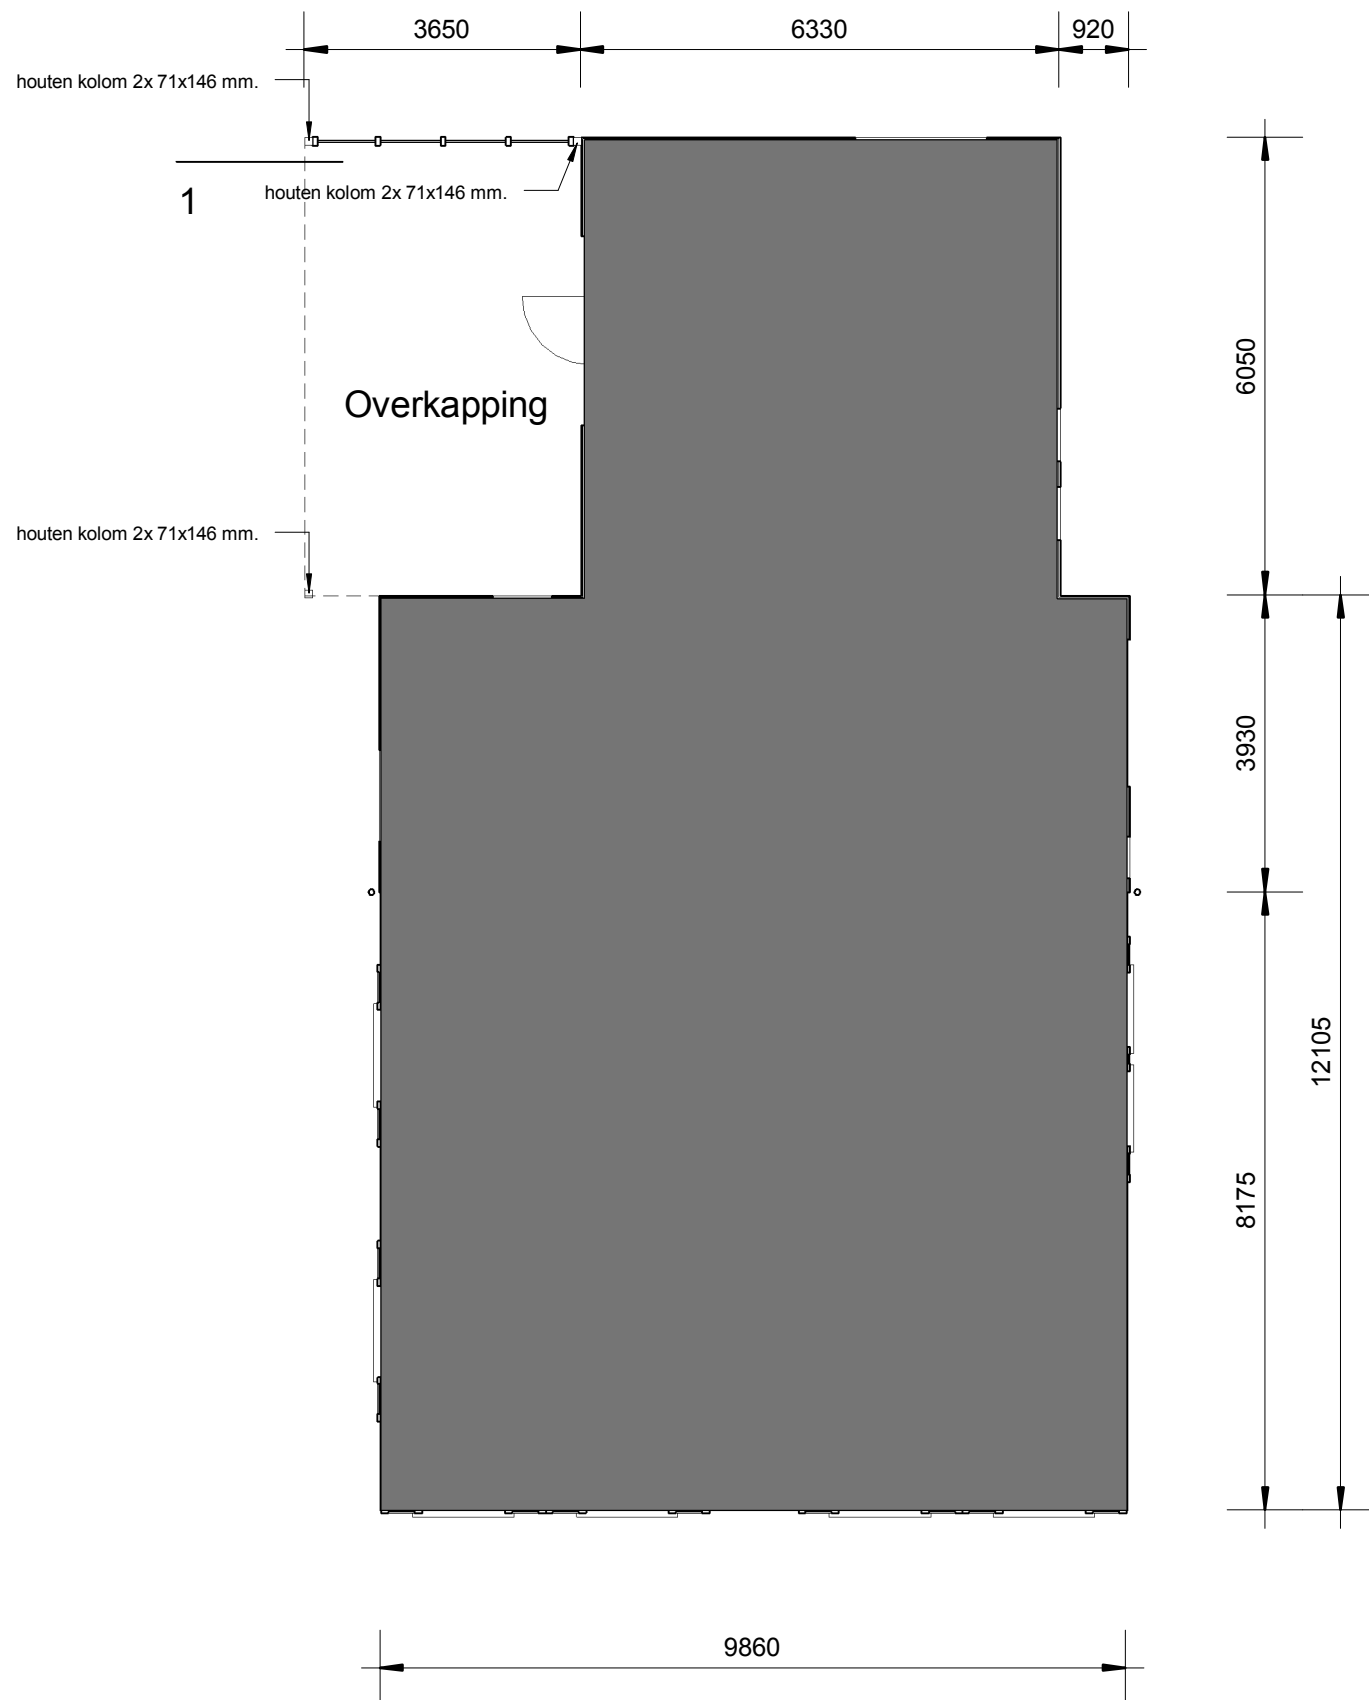 3650
6330
920
houten kolom 2x 71x146 mm.
1
houten kolom 2x 71x146 mm.
6050
Overkapping
houten kolom 2x 71x146 mm.
3930
12105
8175
9860